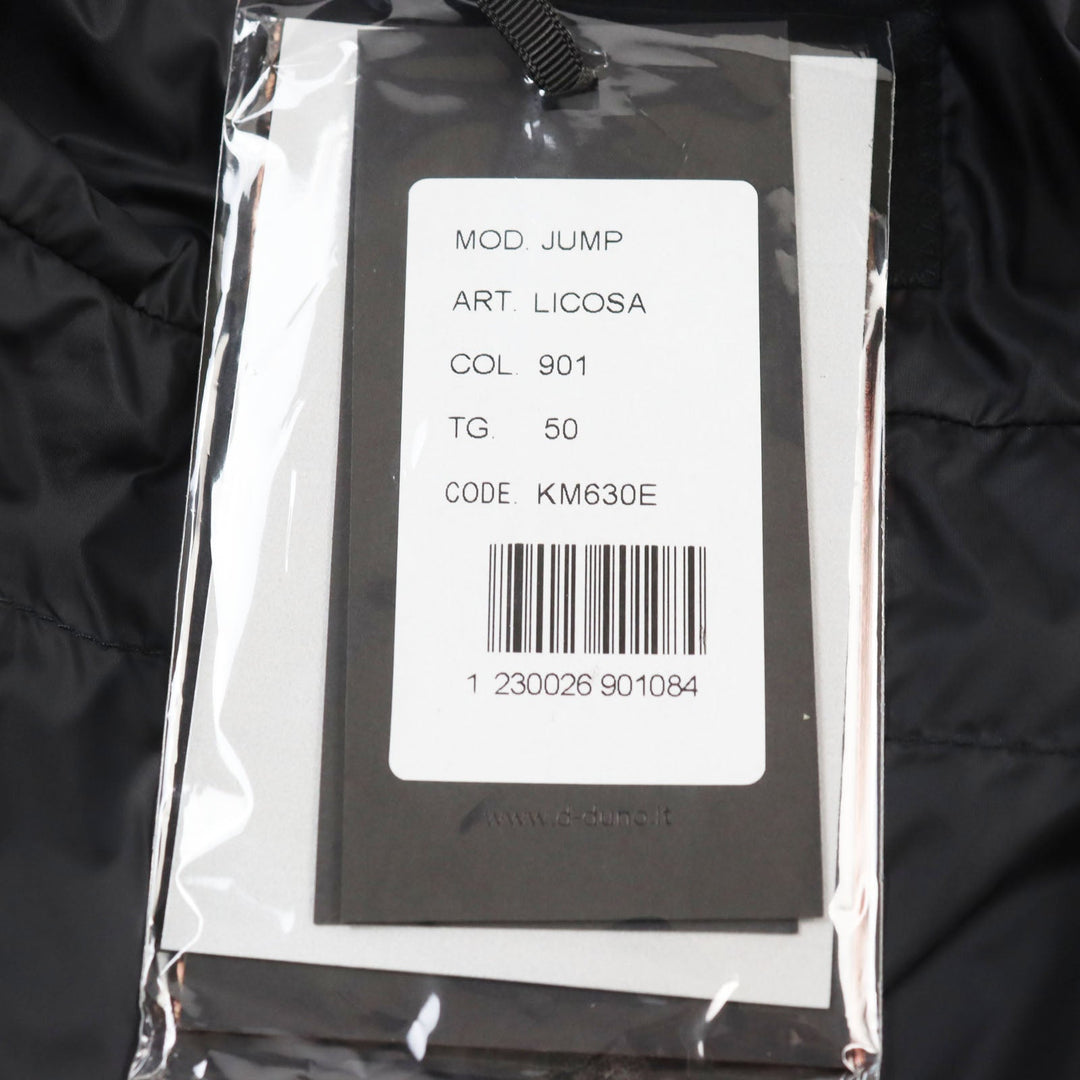 MOD. JUMP
ART. LICOSA
COL. 901
TG. 50
CODE. KM630E
1 230026 901084
www.d-duno.it